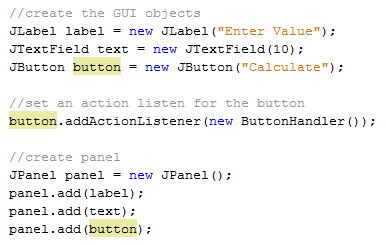 //create the GUI objects
JLabel label = new JLabel("Enter Value");
JTextField text = new JTextField(10);
JButton button = new JButton("Calculate");
//set an action listen for the button
button.addActionListener(new ButtonHandler());
//create panel
JPanel panel = new JPanel();
panel.add(label);
panel.add(text);
panel.add(button);